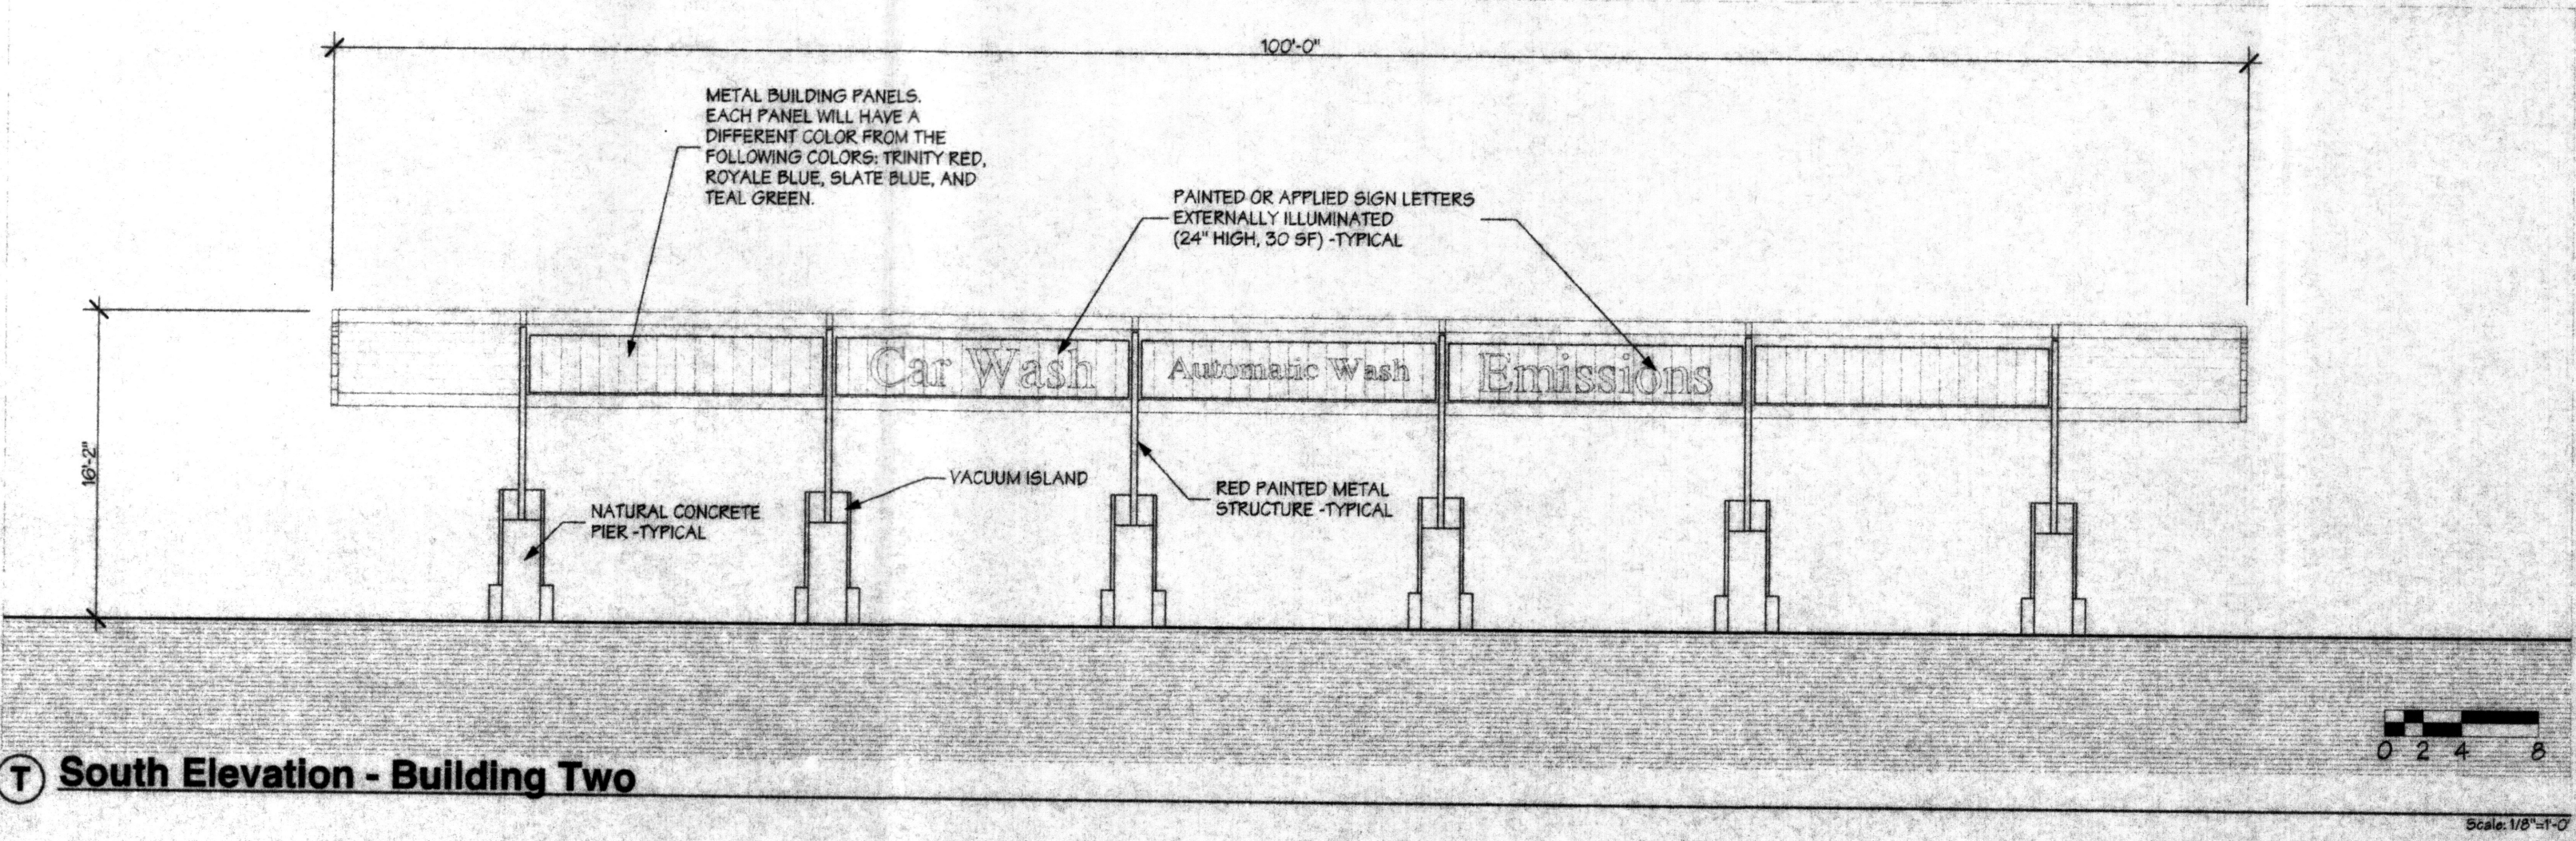 100'-0"
METAL BUILDING PANELS.
EACH PANEL WILL HAVE A
DIFFERENT COLOR FROM THE
FOLLOWING COLORS: TRINITY RED,
ROYALE BLUE, SLATE BLUE, AND
TEAL GREEN.
PAINTED OR APPLIED SIGN LETTERS
EXTERNALLY ILLUMINATED
(24" HIGH, 30 SF) -TYPICAL
Car Wash
Automatic Wash
Emissions
16'-2"
VACUUM ISLAND
NATURAL CONCRETE
PIER -TYPICAL
RED PAINTED METAL
STRUCTURE -TYPICAL
0 2 4 8
T South Elevation - Building Two
Scale: 1/8"=1'-0"